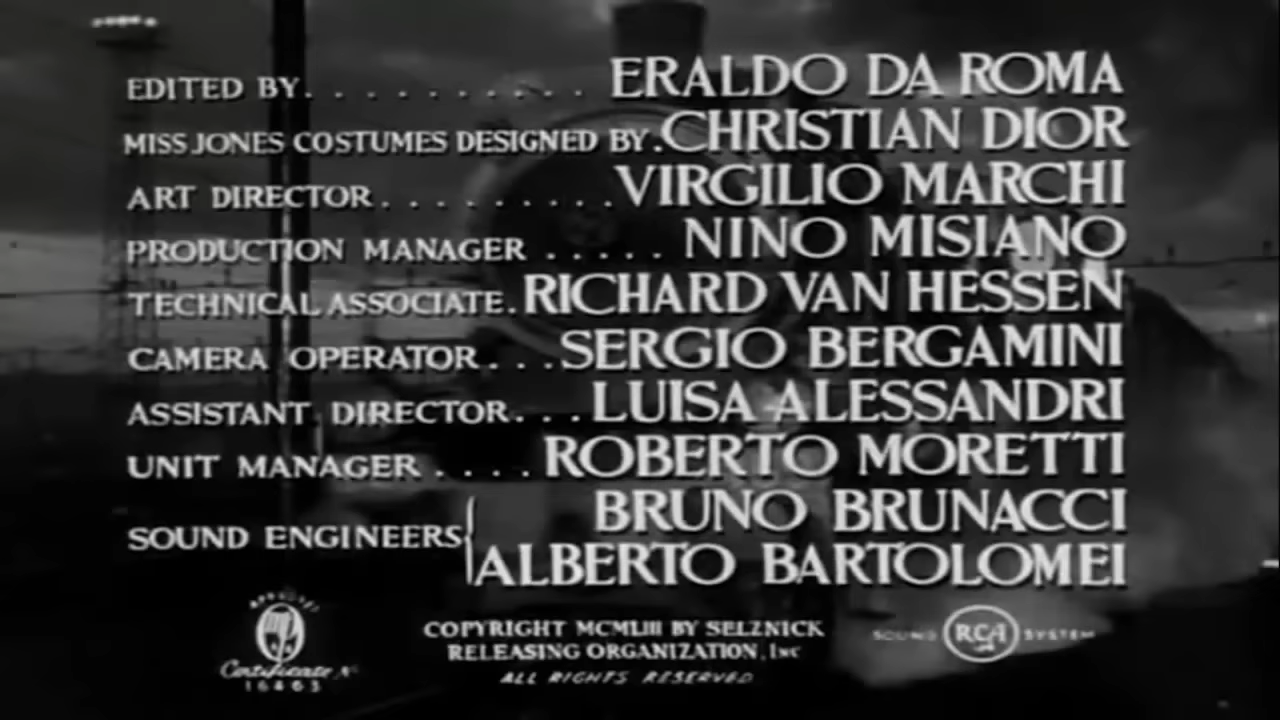 EDITED BY. . . . . . . . . . . ERALDO DA ROMA
MISS JONES COSTUMES DESIGNED BY . CHRISTIAN DIOR
ART DIRECTOR . . . . . . . . . VIRGILIO MARCHI
PRODUCTION MANAGER . . . . . NINO MISIANO
TECHNICAL ASSOCIATE . RICHARD VAN HESSEN
CAMERA OPERATOR . . . SERGIO BERGAMINI
ASSISTANT DIRECTOR . . . LUISA ALESSANDRI
UNIT MANAGER . . . . ROBERTO MORETTI
SOUND ENGINEERS { BRUNO BRUNACCI
ALBERTO BARTOLOMEI
APPROVED
Certificate No
16463
COPYRIGHT MCMLIII BY SELZNICK
RELEASING ORGANIZATION, Inc
ALL RIGHTS RESERVED
SOUND RCA SYSTEM